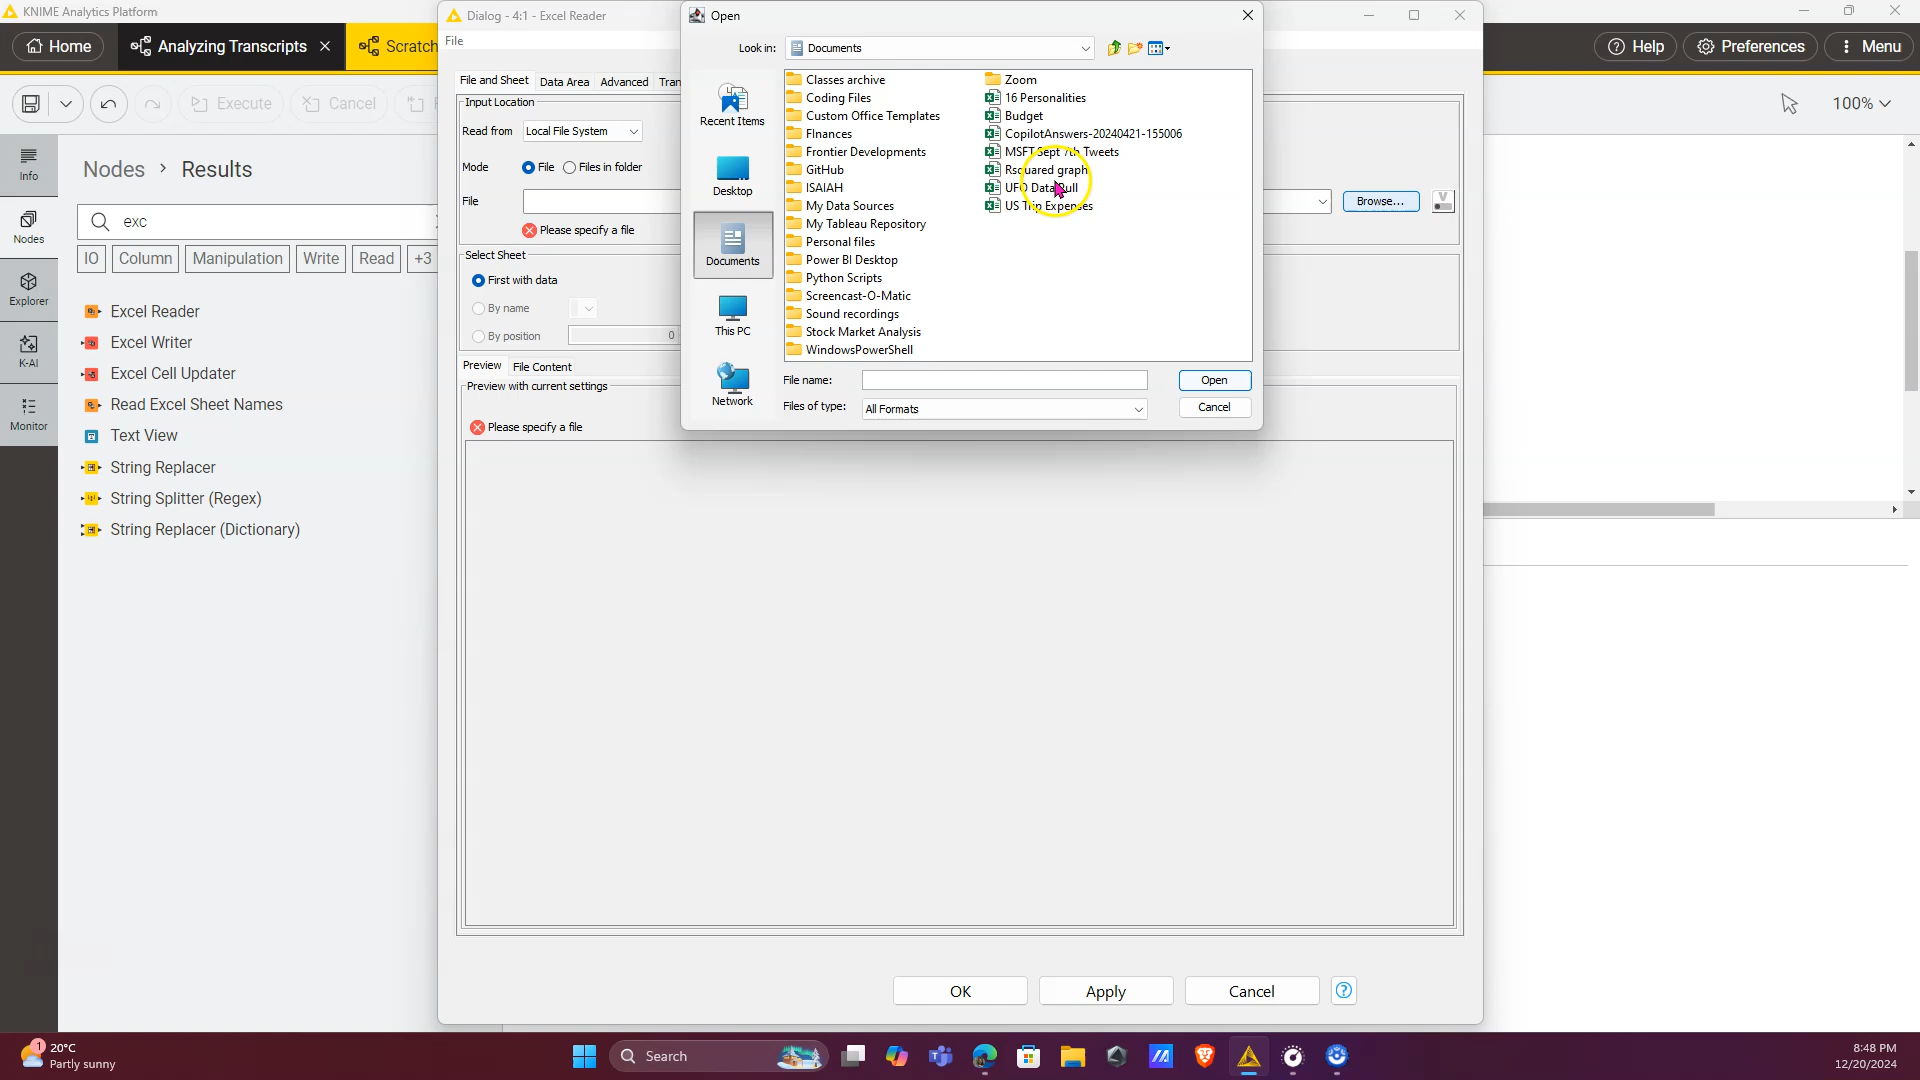 KNIME Analytics Platform
Home
Analyzing Transcripts
Scratch
Help
Preferences
Menu
Execute
Cancel
100%
Info
Nodes
Explorer
K-AI
Monitor
Nodes > Results
exc
IO
Column
Manipulation
Write
Read
+3
Excel Reader
Excel Writer
Excel Cell Updater
Read Excel Sheet Names
Text View
String Replacer
String Splitter (Regex)
String Replacer (Dictionary)
Dialog - 4:1 - Excel Reader
File
File and Sheet
Data Area
Advanced
Tran
Input Location
Read from
Local File System
Mode
File
Files in folder
File
Browse...
Please specify a file
Select Sheet
First with data
By name
By position
0
Preview
File Content
Preview with current settings
Please specify a file
OK
Apply
Cancel
Open
Look in:
Documents
Recent Items
Desktop
Documents
This PC
Network
Classes archive
Coding Files
Custom Office Templates
FInances
Frontier Developments
GitHub
ISAIAH
My Data Sources
My Tableau Repository
Personal files
Power BI Desktop
Python Scripts
Screencast-O-Matic
Sound recordings
Stock Market Analysis
WindowsPowerShell
Zoom
16 Personalities
Budget
CopilotAnswers-20240421-155006
MSFT Sept 7th Tweets
Rsquared graph
UFO Data Pull
US Trip Expenses
File name:
Open
Files of type:
All Formats
Cancel
1
20°C
Partly sunny
Search
8:48 PM
12/20/2024